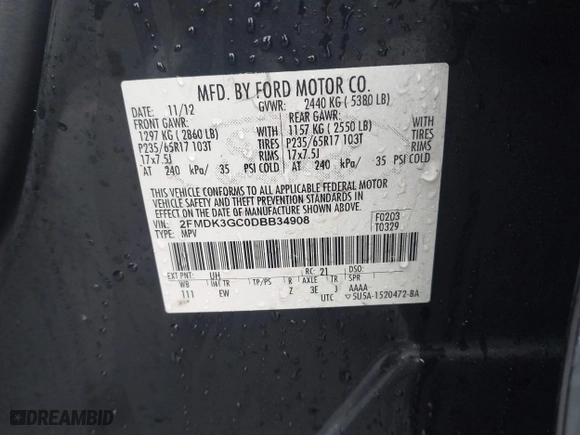 MFD. BY FORD MOTOR CO.
DATE: 11/12 GVWR: 2440 KG ( 5380 LB)
FRONT GAWR: REAR GAWR:
1297 KG ( 2860 LB) WITH 1157 KG ( 2550 LB) WITH
P235/65R17 103T TIRES P235/65R17 103T TIRES
17x7.5J RIMS 17x7.5J RIMS
AT 240 kPa/ 35 PSI COLD AT 240 kPa/ 35 PSI COLD
THIS VEHICLE CONFORMS TO ALL APPLICABLE FEDERAL MOTOR
VEHICLE SAFETY AND THEFT PREVENTION STANDARDS IN
EFFECT ON THE DATE OF MANUFACTURE SHOWN ABOVE.
VIN: 2FMDK3GC0DBB34908 F0203
TYPE: MPV T0329
EXT PNT: UH RC: 21 DSO:
WB INT TR TP/PS R AXLE TR SPR
111 EW Z 3E J AAAA
UTC 5U5A-1520472-BA
DREAMBID